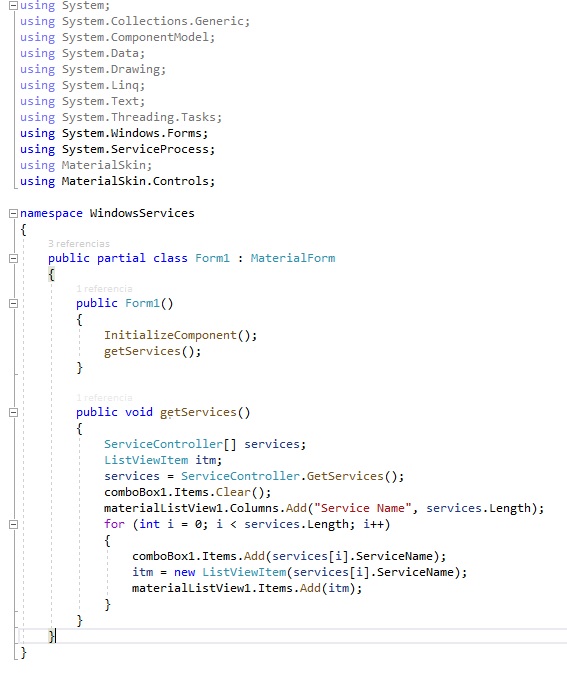 using System;
using System.Collections.Generic;
using System.ComponentModel;
using System.Data;
using System.Drawing;
using System.Linq;
using System.Text;
using System.Threading.Tasks;
using System.Windows.Forms;
using System.ServiceProcess;
using MaterialSkin;
using MaterialSkin.Controls;
namespace WindowsServices
{
3 referencias
public partial class Form1 : MaterialForm
{
1 referencia
public Form1()
{
InitializeComponent();
getServices();
}
1 referencia
public void getServices()
{
ServiceController[] services;
ListViewItem itm;
services = ServiceController.GetServices();
comboBox1.Items.Clear();
materialListView1.Columns.Add("Service Name", services.Length);
for (int i = 0; i < services.Length; i++)
{
comboBox1.Items.Add(services[i].ServiceName);
itm = new ListViewItem(services[i].ServiceName);
materialListView1.Items.Add(itm);
}
}
}
}